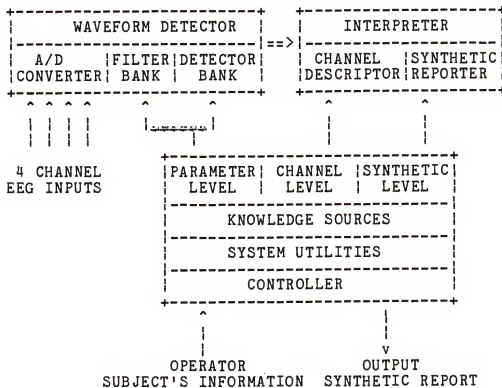 WAVEFORM DETECTOR
INTERPRETER
==>
A/D CONVERTER
FILTER BANK
DETECTOR BANK
CHANNEL DESCRIPTOR
SYNTHETIC REPORTER
4 CHANNEL
EEG INPUTS
PARAMETER LEVEL
CHANNEL LEVEL
SYNTHETIC LEVEL
KNOWLEDGE SOURCES
SYSTEM UTILITIES
CONTROLLER
OPERATOR
SUBJECT'S INFORMATION
OUTPUT
SYNTHETIC REPORT